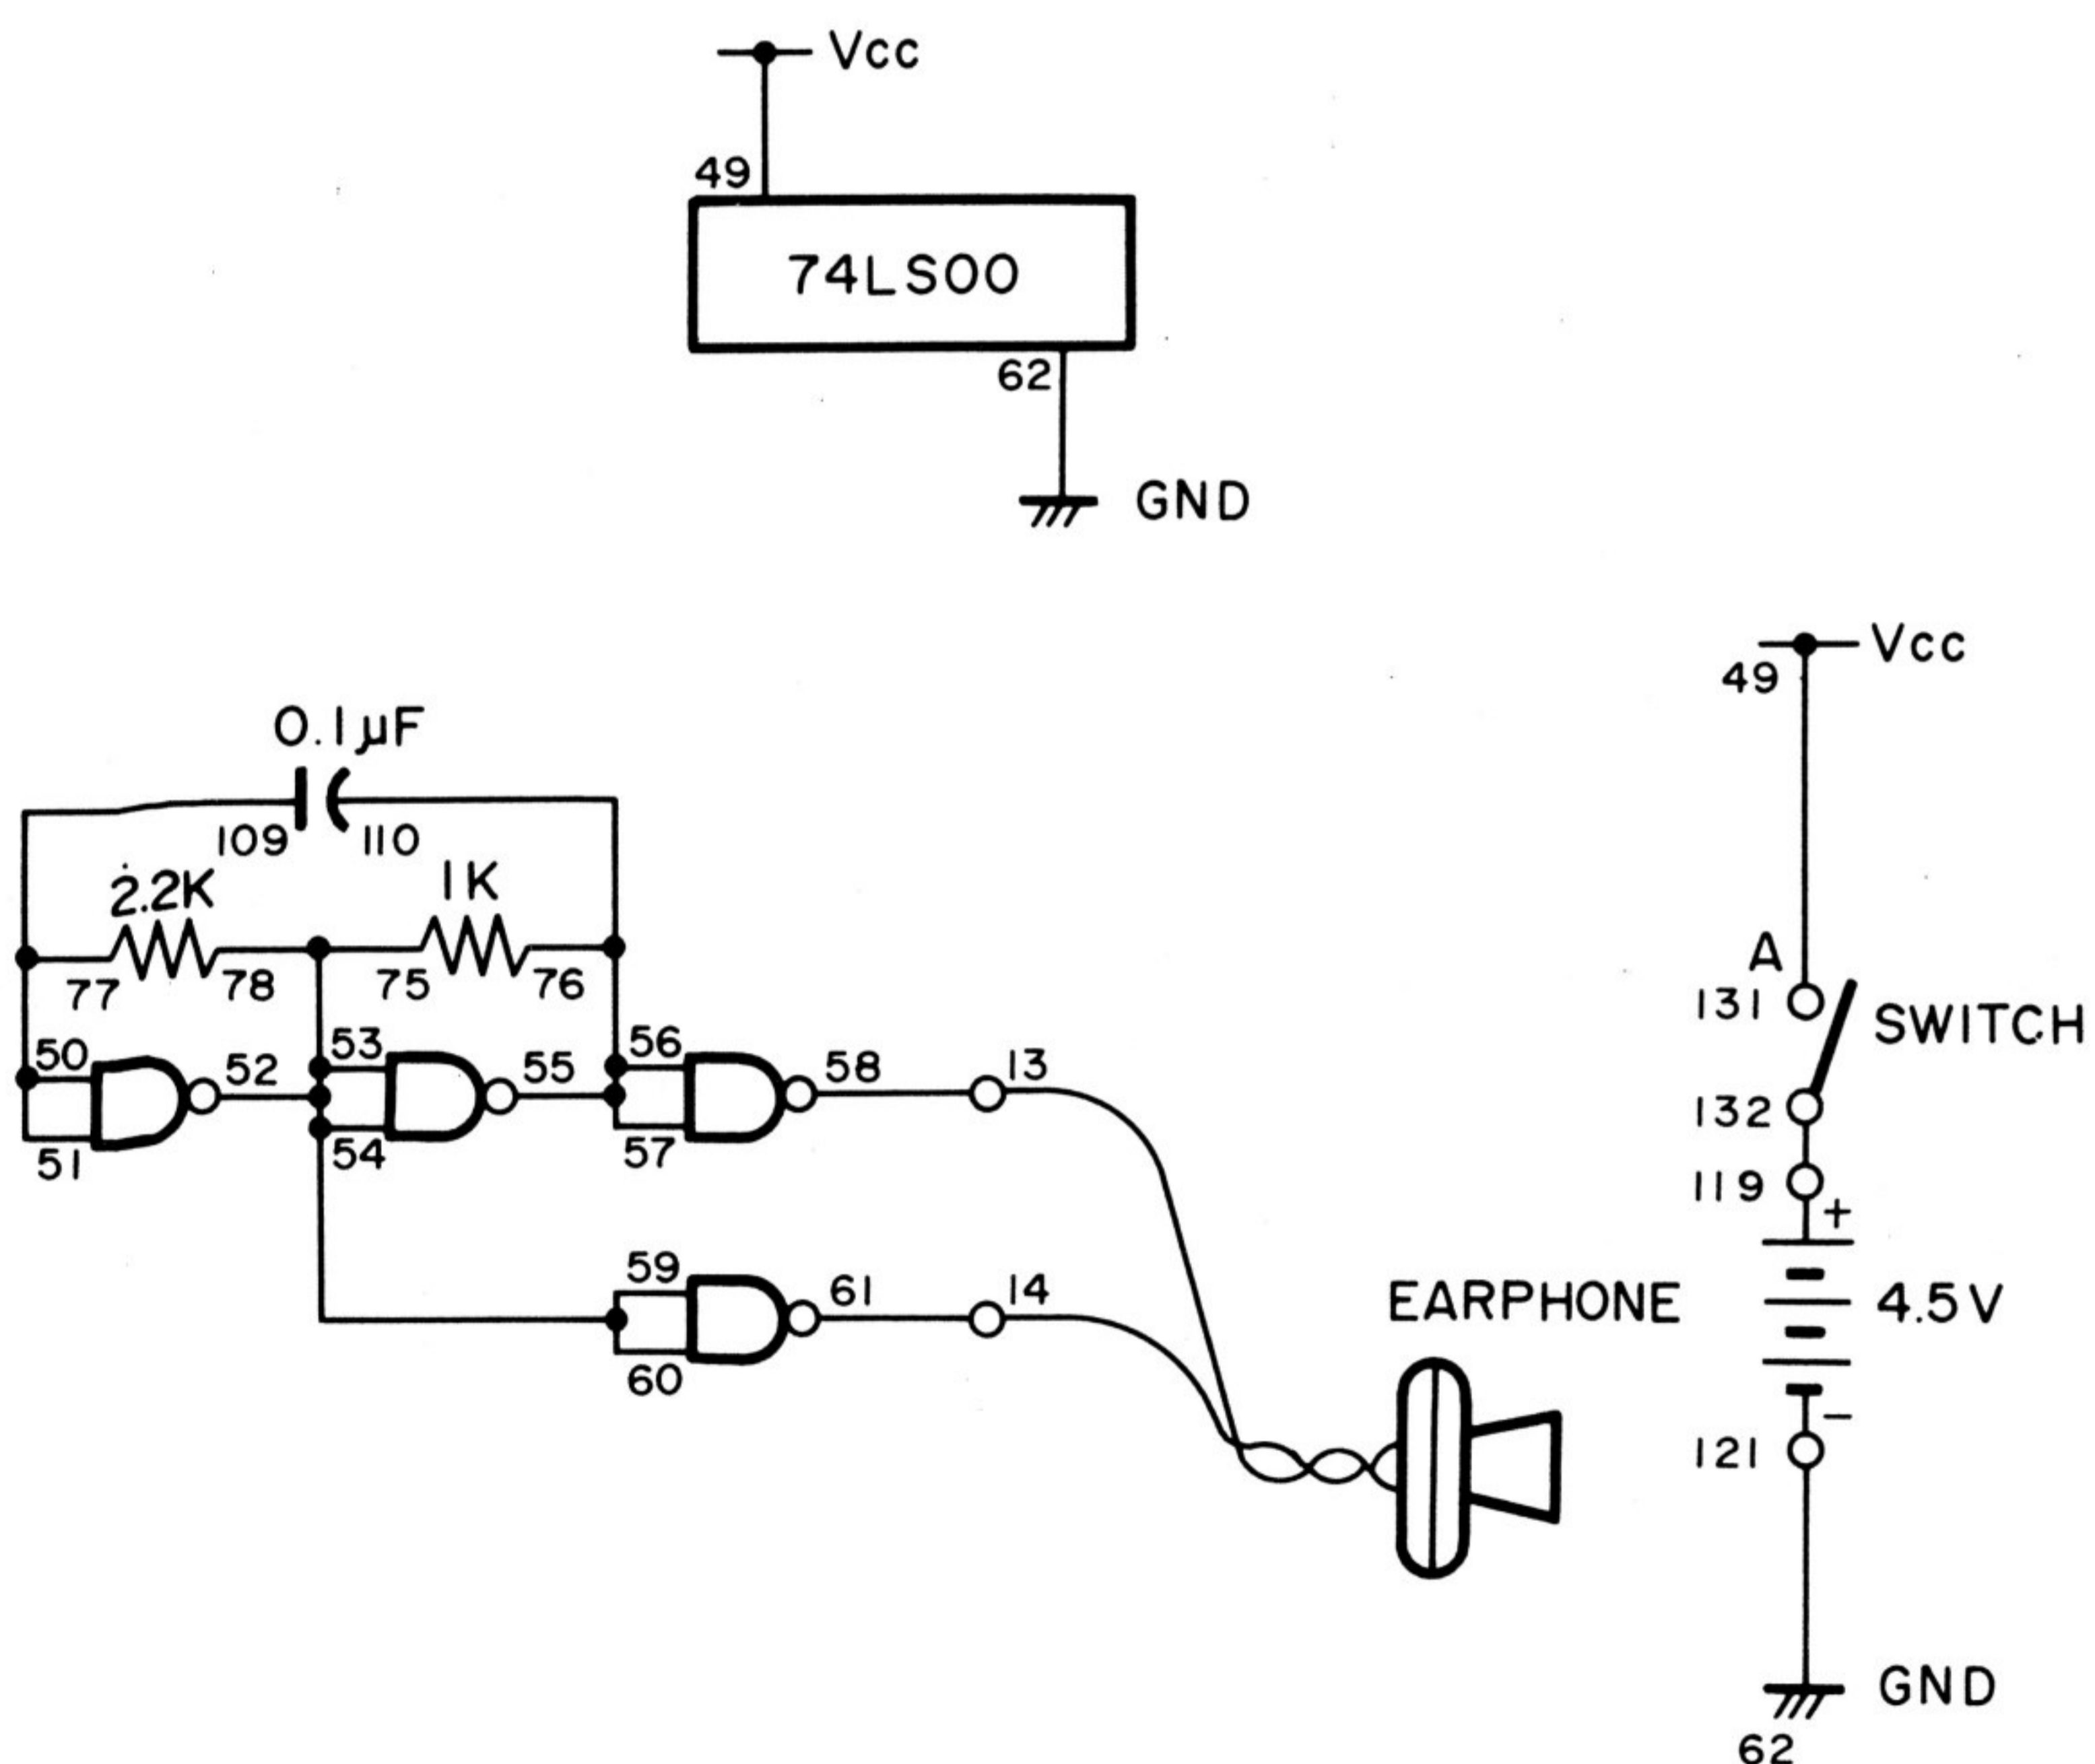 Vcc
49
74LS00
62
GND
Vcc
49
0.1µF
109 110
2.2K 1K
77 78 75 76
A
131
SWITCH
50 52 53 55 56 58 13
51 54 57
132
119
+
59 61 14
60
EARPHONE
4.5V
−
121
GND
62